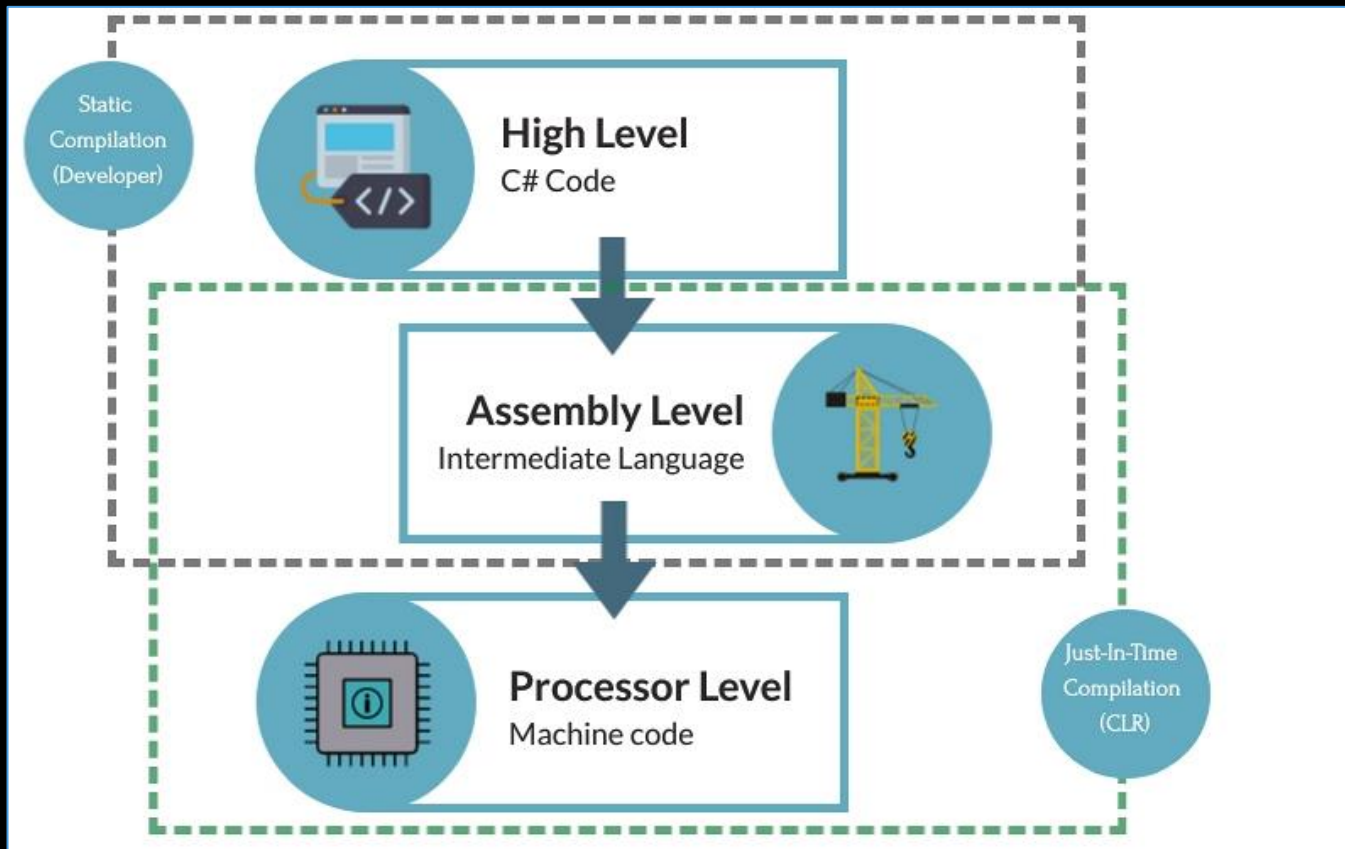 Static
Compilation
(Developer)
High Level
C# Code
</>
Assembly Level
Intermediate Language
Processor Level
Machine code
Just-In-Time
Compilation
(CLR)